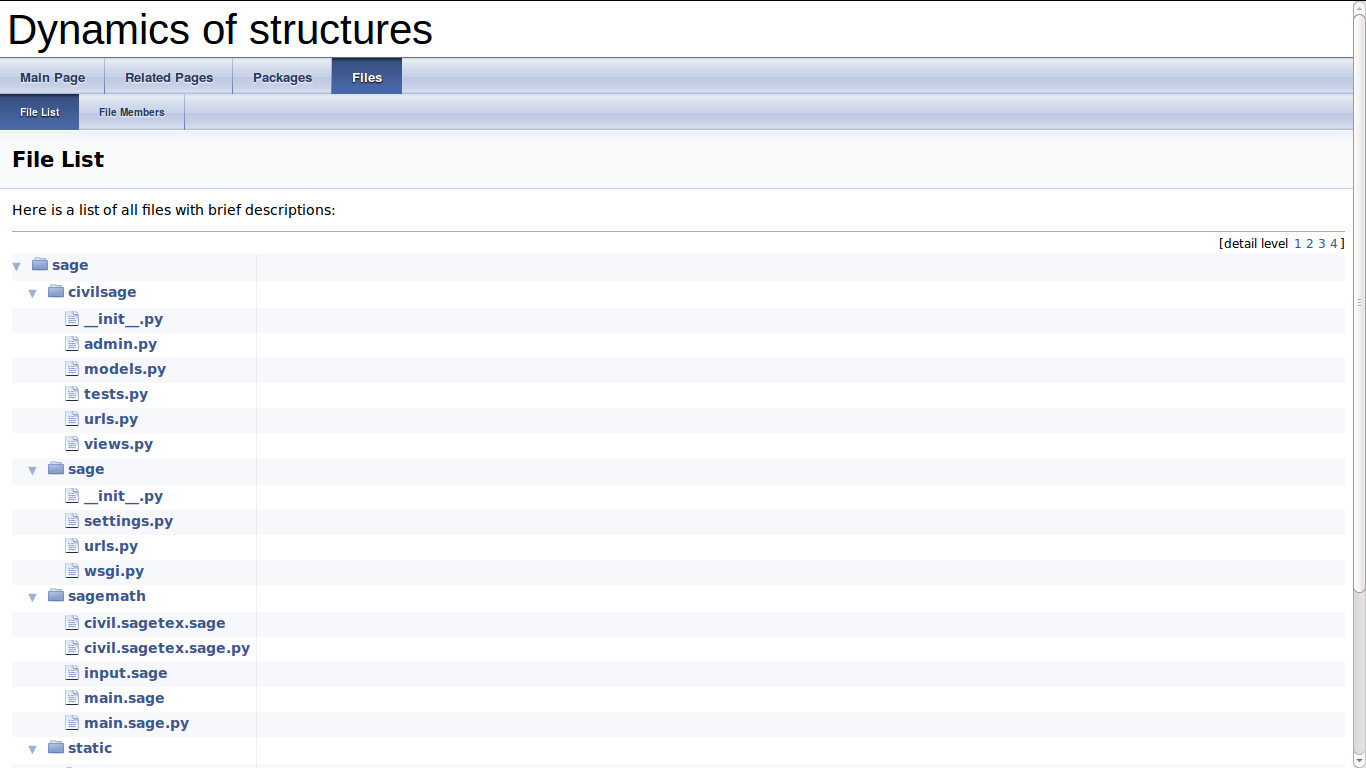 Dynamics of structures
Main Page Related Pages Packages Files
File List File Members
File List
Here is a list of all files with brief descriptions:
[detail level 1 2 3 4 ]
sage
civilsage
__init__.py
admin.py
models.py
tests.py
urls.py
views.py
sage
__init__.py
settings.py
urls.py
wsgi.py
sagemath
civil.sagetex.sage
civil.sagetex.sage.py
input.sage
main.sage
main.sage.py
static